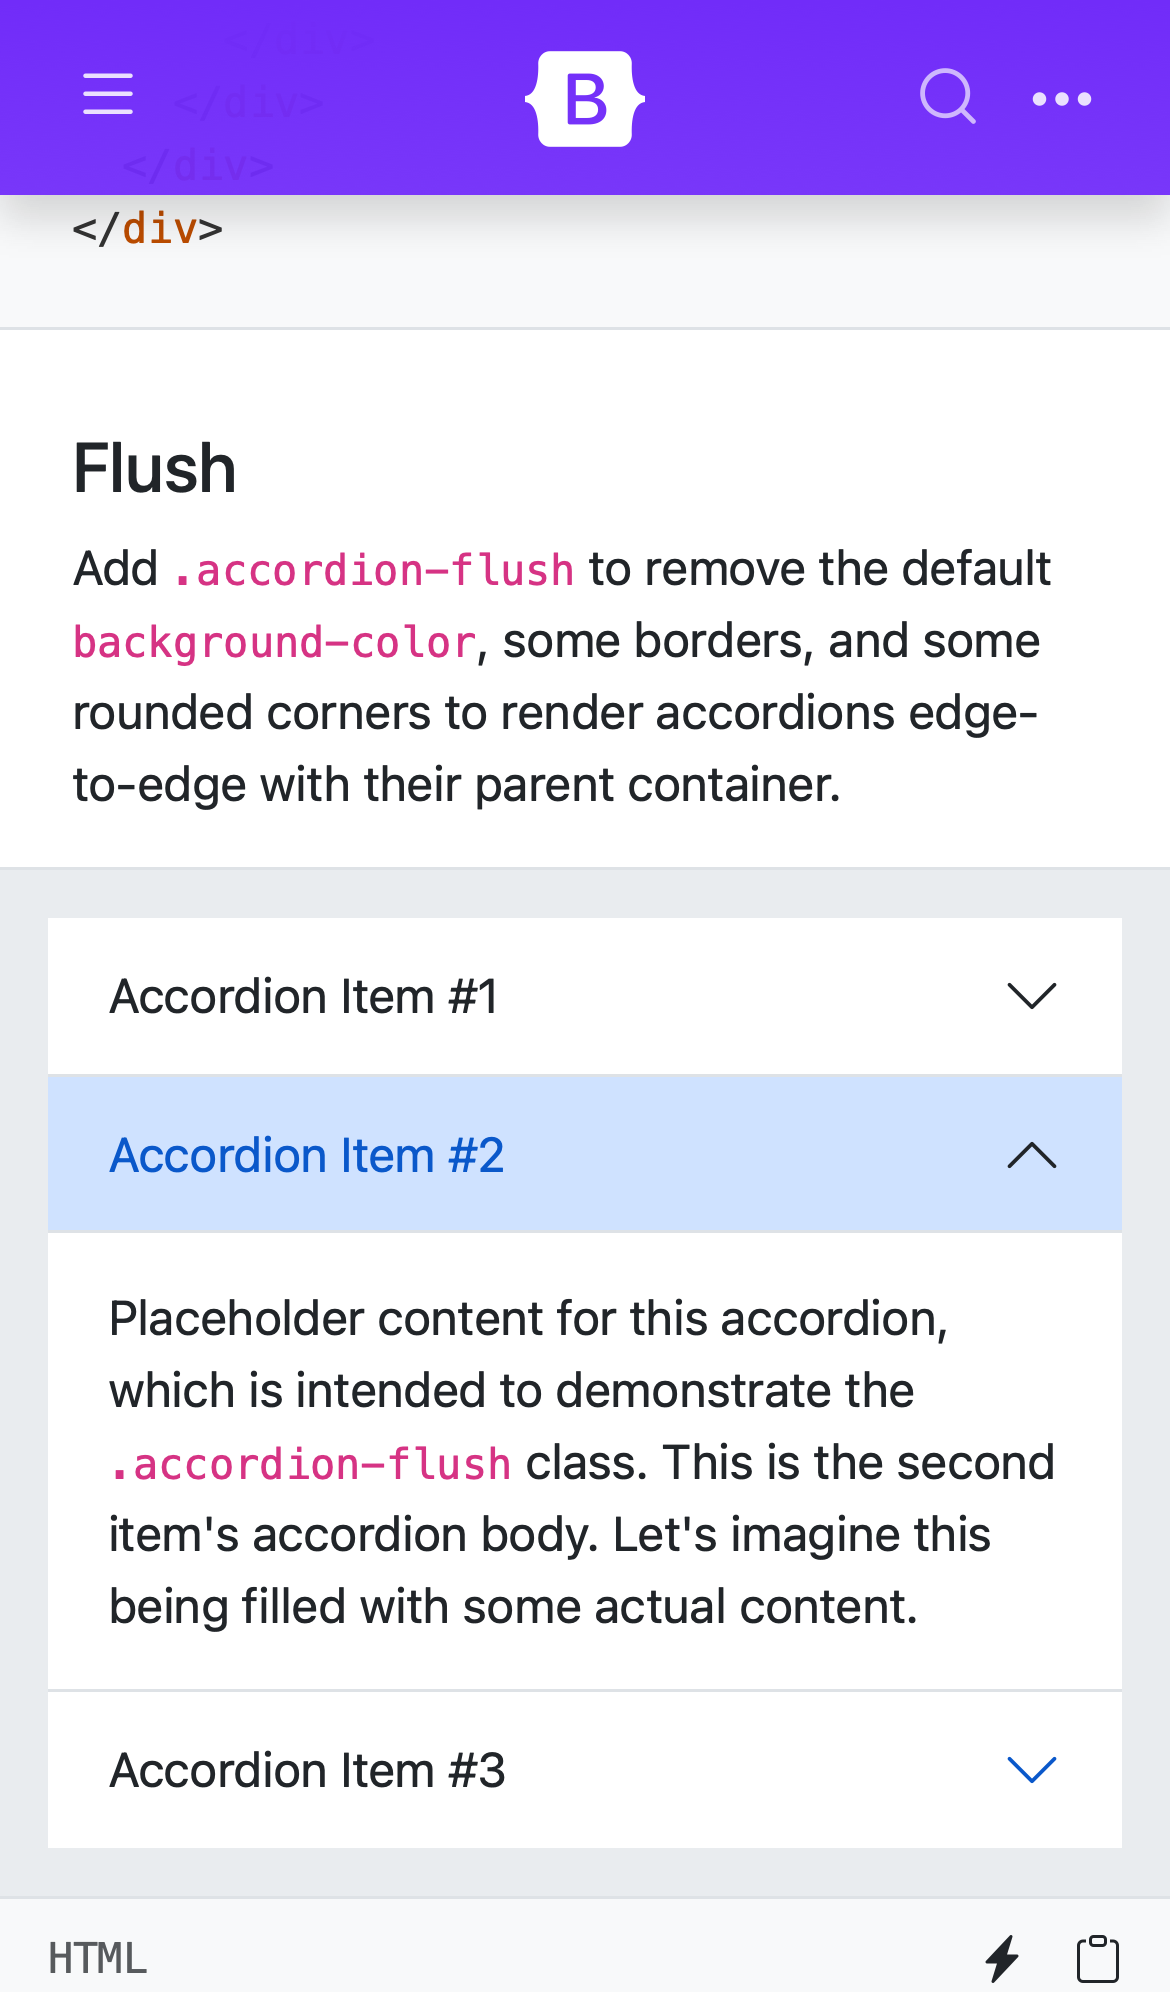 </div>
</div>
</div>
B
</div>
Flush
Add .accordion-flush to remove the default
background-color, some borders, and some
rounded corners to render accordions edge-
to-edge with their parent container.
Accordion Item #1
Accordion Item #2
Placeholder content for this accordion,
which is intended to demonstrate the
.accordion-flush class. This is the second
item's accordion body. Let's imagine this
being filled with some actual content.
Accordion Item #3
HTML